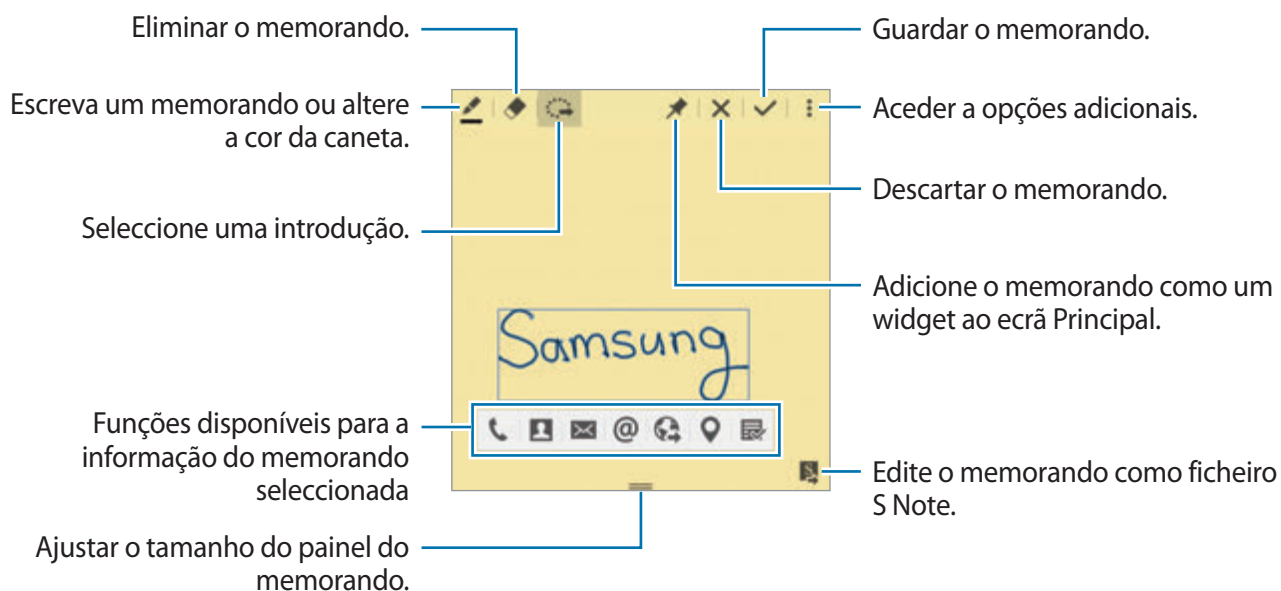 Eliminar o memorando.
Escreva um memorando ou altere
a cor da caneta.
Seleccione uma introdução.
Funções disponíveis para a
informação do memorando
seleccionada
Ajustar o tamanho do painel do
memorando.
Samsung
Guardar o memorando.
Aceder a opções adicionais.
Descartar o memorando.
Adicione o memorando como um
widget ao ecrã Principal.
Edite o memorando como ficheiro
S Note.